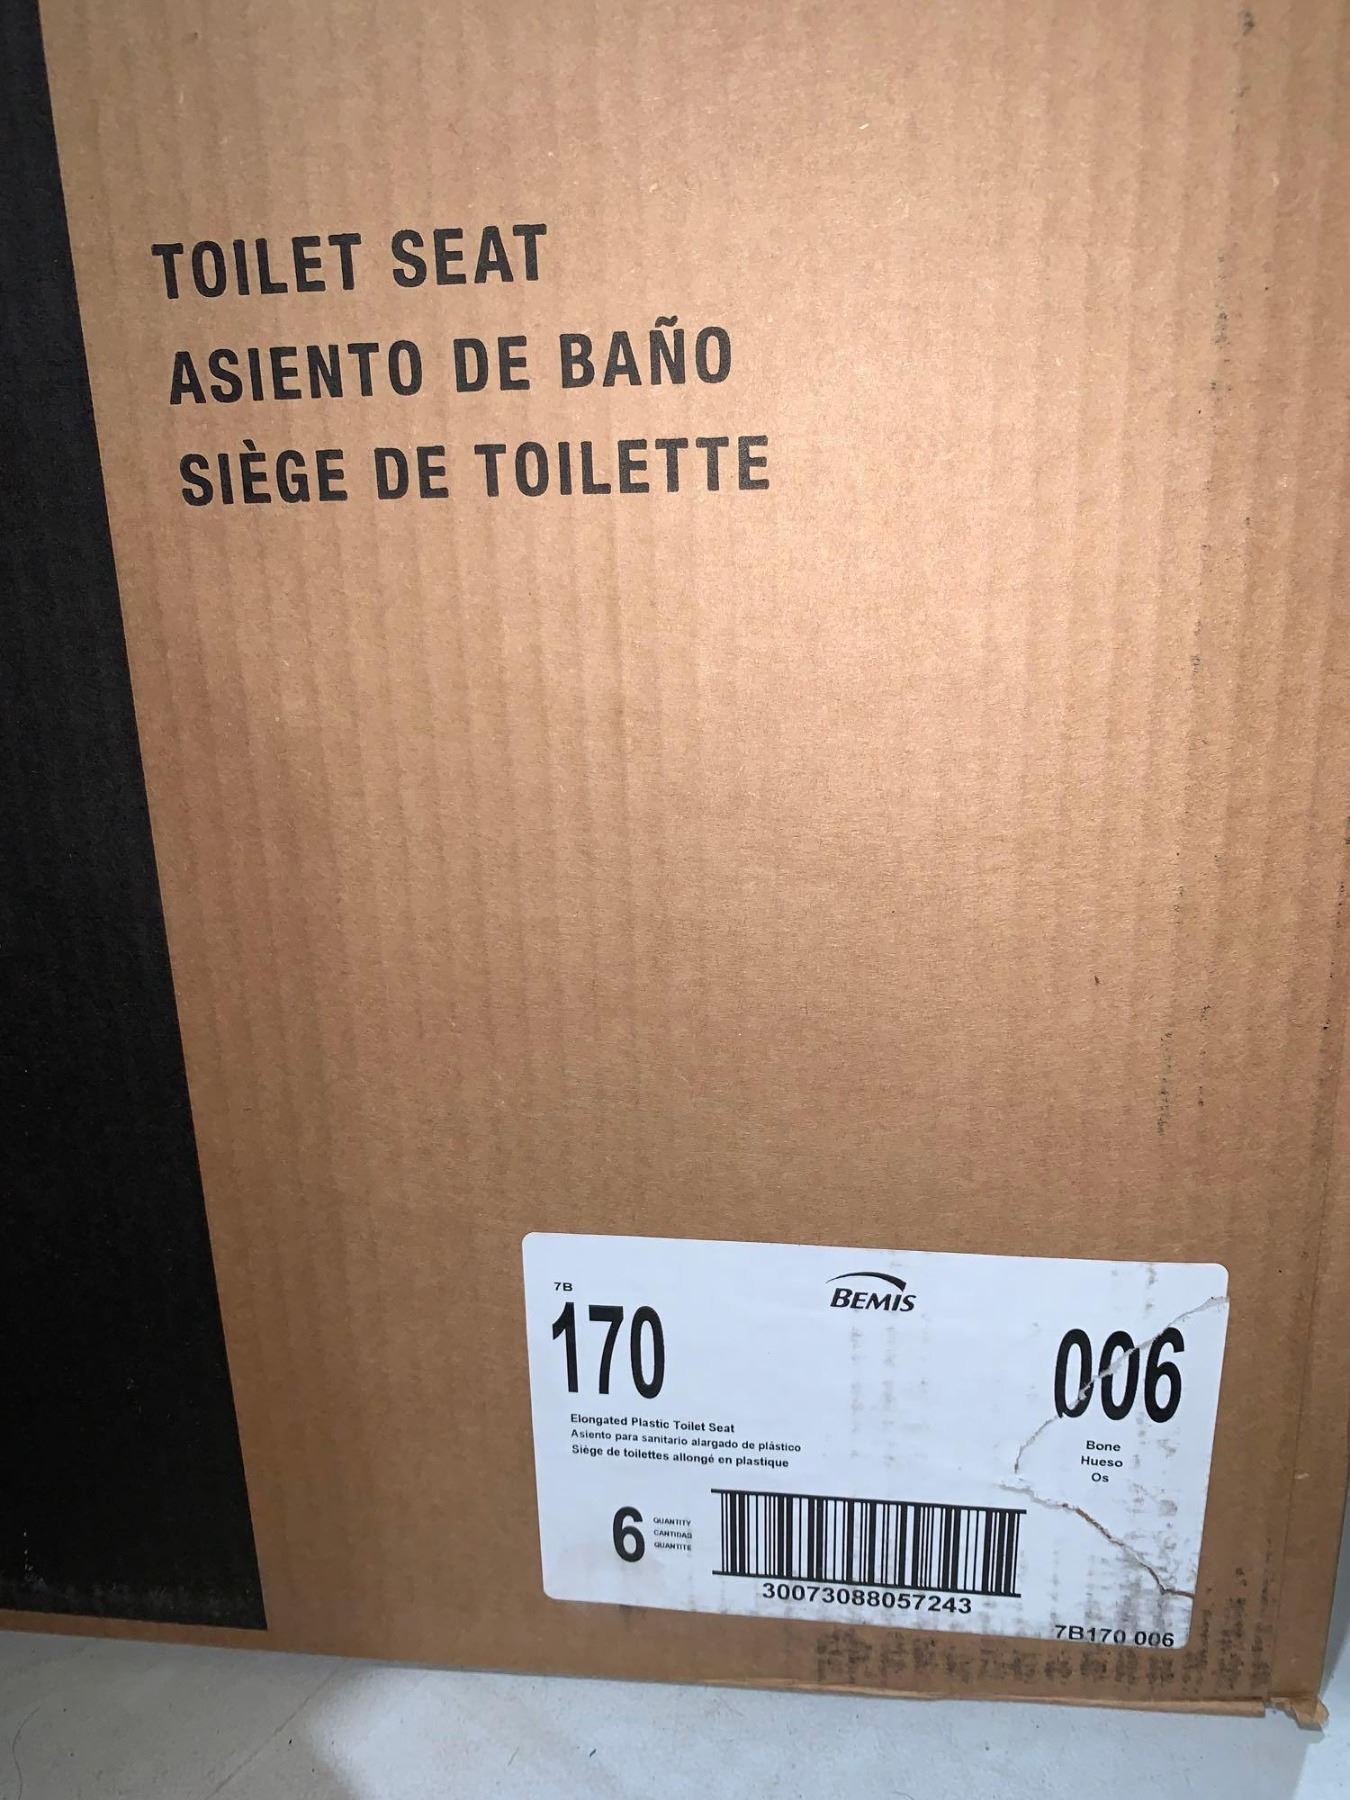 TOILET SEAT
ASIENTO DE BAÑO
SIÈGE DE TOILETTE
7B
BEMIS
170
006
Elongated Plastic Toilet Seat
Asiento para sanitario alargado de plástico
Siège de toilettes allongé en plastique
Bone
Hueso
Os
6
QUANTITY
CANTIDAD
QUANTITE
30073088057243
7B170 006